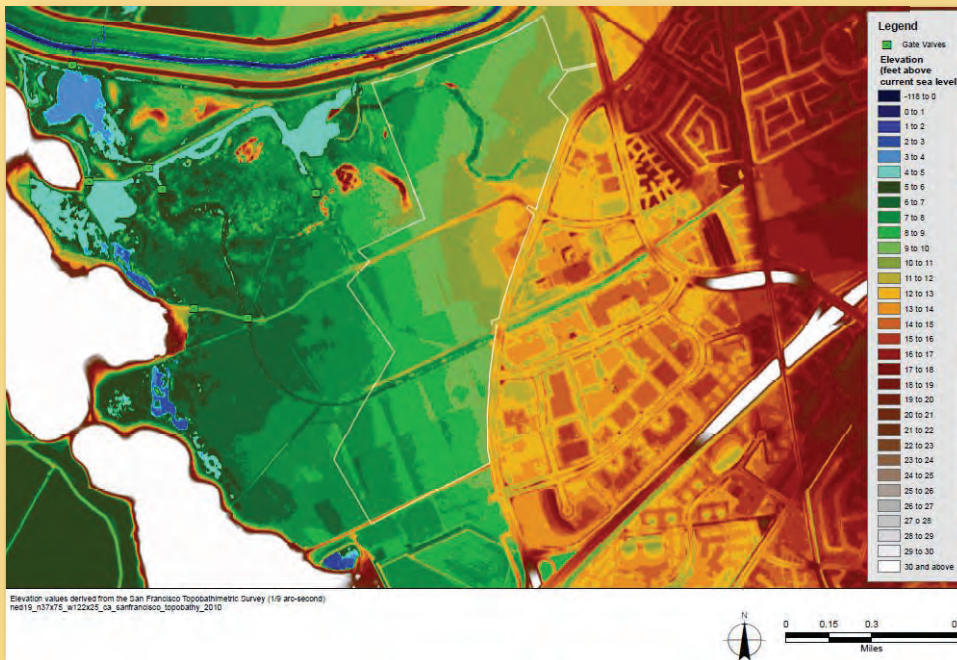 Legend
Gate Valves
Elevation
(feet above
current sea level)
-118 to 0
0 to 1
1 to 2
2 to 3
3 to 4
4 to 5
5 to 6
6 to 7
7 to 8
8 to 9
9 to 10
10 to 11
11 to 12
12 to 13
13 to 14
14 to 15
15 to 16
16 to 17
17 to 18
18 to 19
19 to 20
20 to 21
21 to 22
22 to 23
23 to 24
24 to 25
25 to 26
26 to 27
27 o 28
28 to 29
29 to 30
30 and above
Elevation values derived from the San Francisco Topobathimetric Survey (1/9 arc-second)
ned19_n37x75_w122x25_ca_sanfrancisco_topobathy_2010
N
0 0.15 0.3
Miles